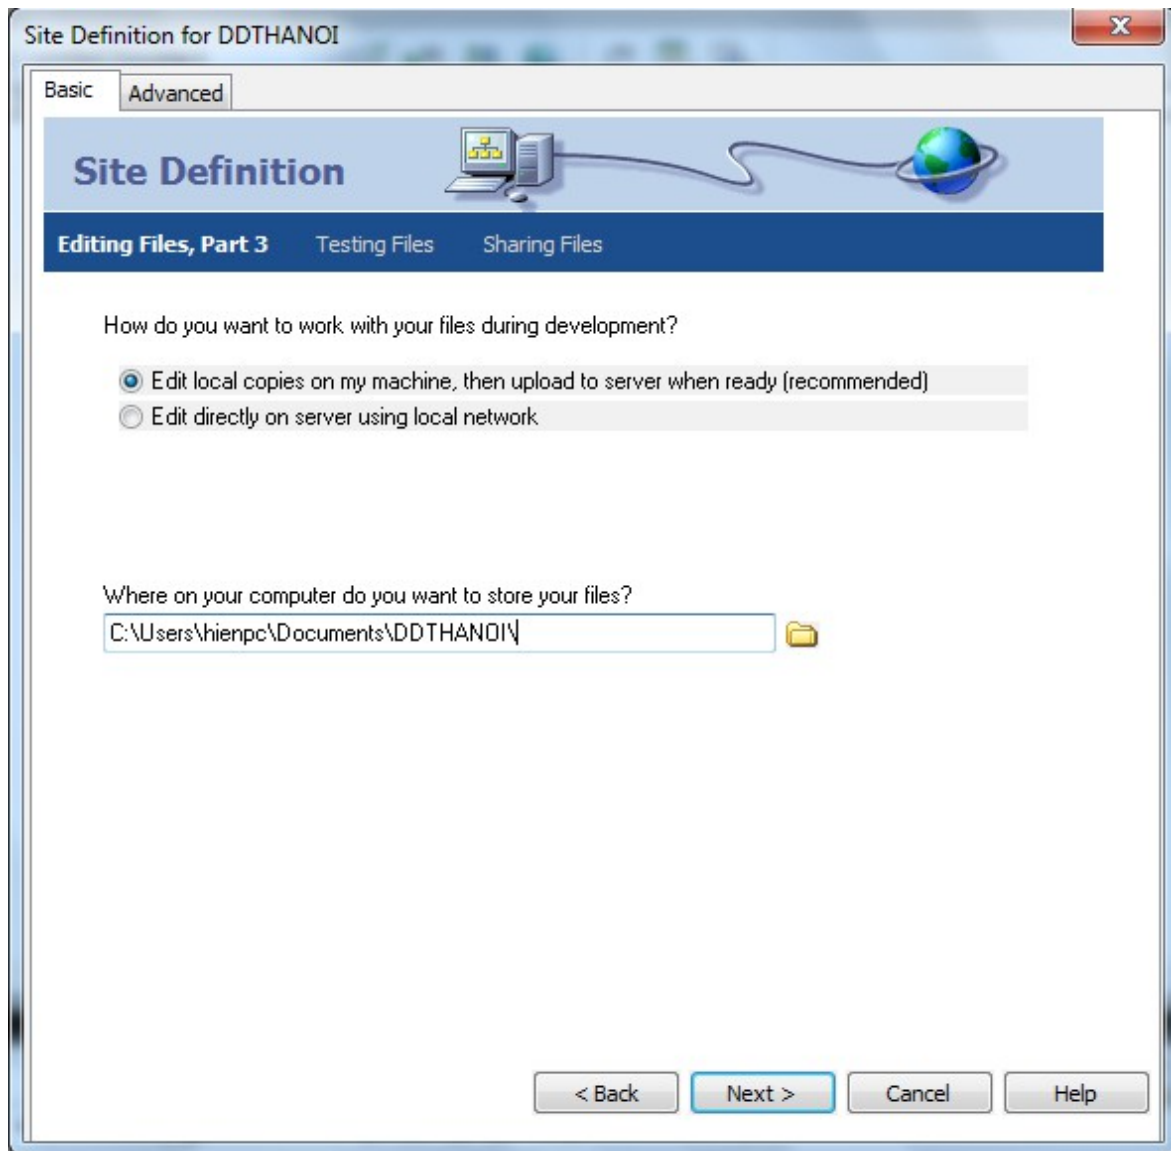 Site Definition for DDTHANOI
Basic Advanced
Site Definition
Editing Files, Part 3 Testing Files Sharing Files
How do you want to work with your files during development?
Edit local copies on my machine, then upload to server when ready (recommended)
Edit directly on server using local network
Where on your computer do you want to store your files?
C:\Users\hienpc\Documents\DDTHANOI\
< Back Next > Cancel Help